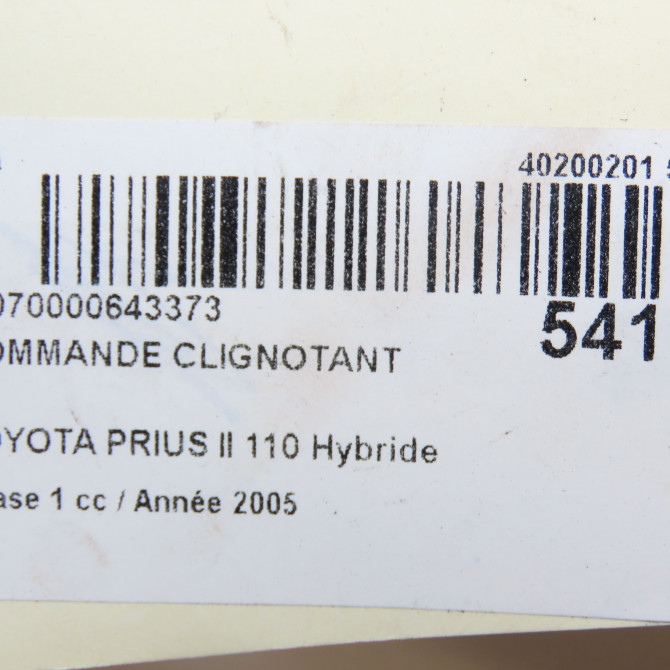 40200201
070000643373
541
OMMANDE CLIGNOTANT
OYOTA PRIUS II 110 Hybride
ase 1 cc / Année 2005